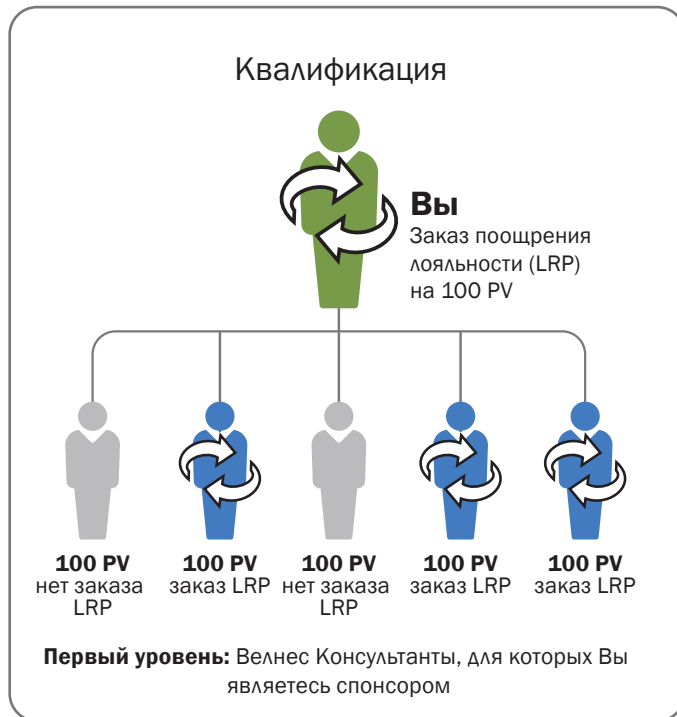 Квалификация
Вы
Заказ поощрения
лояльности (LRP)
на 100 PV
100 PV
нет заказа
LRP
100 PV
заказ LRP
100 PV
нет заказа
LRP
100 PV
заказ LRP
100 PV
заказ LRP
Первый уровень: Велнес Консультанты, для которых Вы
являетесь спонсором